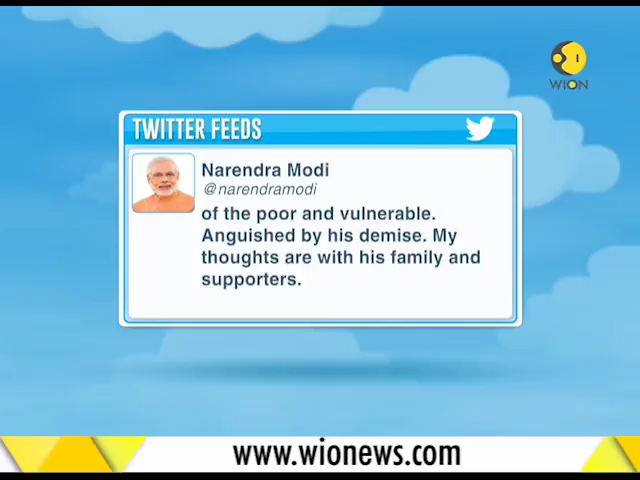 WION
TWITTER FEEDS
Narendra Modi
@narendramodi
of the poor and vulnerable.
Anguished by his demise. My
thoughts are with his family and
supporters.
www.wionews.com